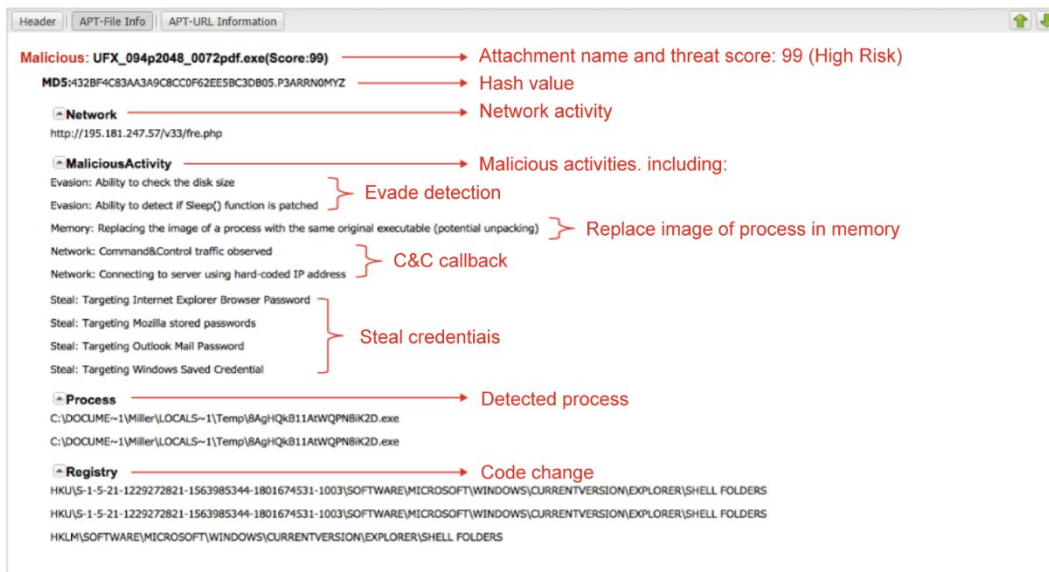 Header APT-File Info APT-URL Information
Malicious: UFX_094p2048_0072pdf.exe(Score:99) Attachment name and threat score: 99 (High Risk)
MD5:432BF4C83AA3A9C8CC0F62EE5BC3DB05.P3ARRN0MYZ Hash value
Network Network activity
http://195.181.247.57/v33/fre.php
MaliciousActivity Malicious activities. including:
Evasion: Ability to check the disk size
Evade detection
Evasion: Ability to detect if Sleep() function is patched
Memory: Replacing the image of a process with the same original executable (potential unpacking) Replace image of process in memory
Network: Command&Control traffic observed
C&C callback
Network: Connecting to server using hard-coded IP address
Steal: Targeting Internet Explorer Browser Password
Steal: Targeting Mozilla stored passwords
Steal credentiais
Steal: Targeting Outlook Mail Password
Steal: Targeting Windows Saved Credential
Process Detected process
C:\DOCUME~1\Miller\LOCALS~1\Temp\8AgHQkB11AtWQPN8iK2D.exe
C:\DOCUME~1\Miller\LOCALS~1\Temp\8AgHQkB11AtWQPN8iK2D.exe
Registry Code change
HKU\S-1-5-21-1229272821-1563985344-1801674531-1003\SOFTWARE\MICROSOFT\WINDOWS\CURRENTVERSION\EXPLORER\SHELL FOLDERS
HKU\S-1-5-21-1229272821-1563985344-1801674531-1003\SOFTWARE\MICROSOFT\WINDOWS\CURRENTVERSION\EXPLORER\SHELL FOLDERS
HKLM\SOFTWARE\MICROSOFT\WINDOWS\CURRENTVERSION\EXPLORER\SHELL FOLDERS